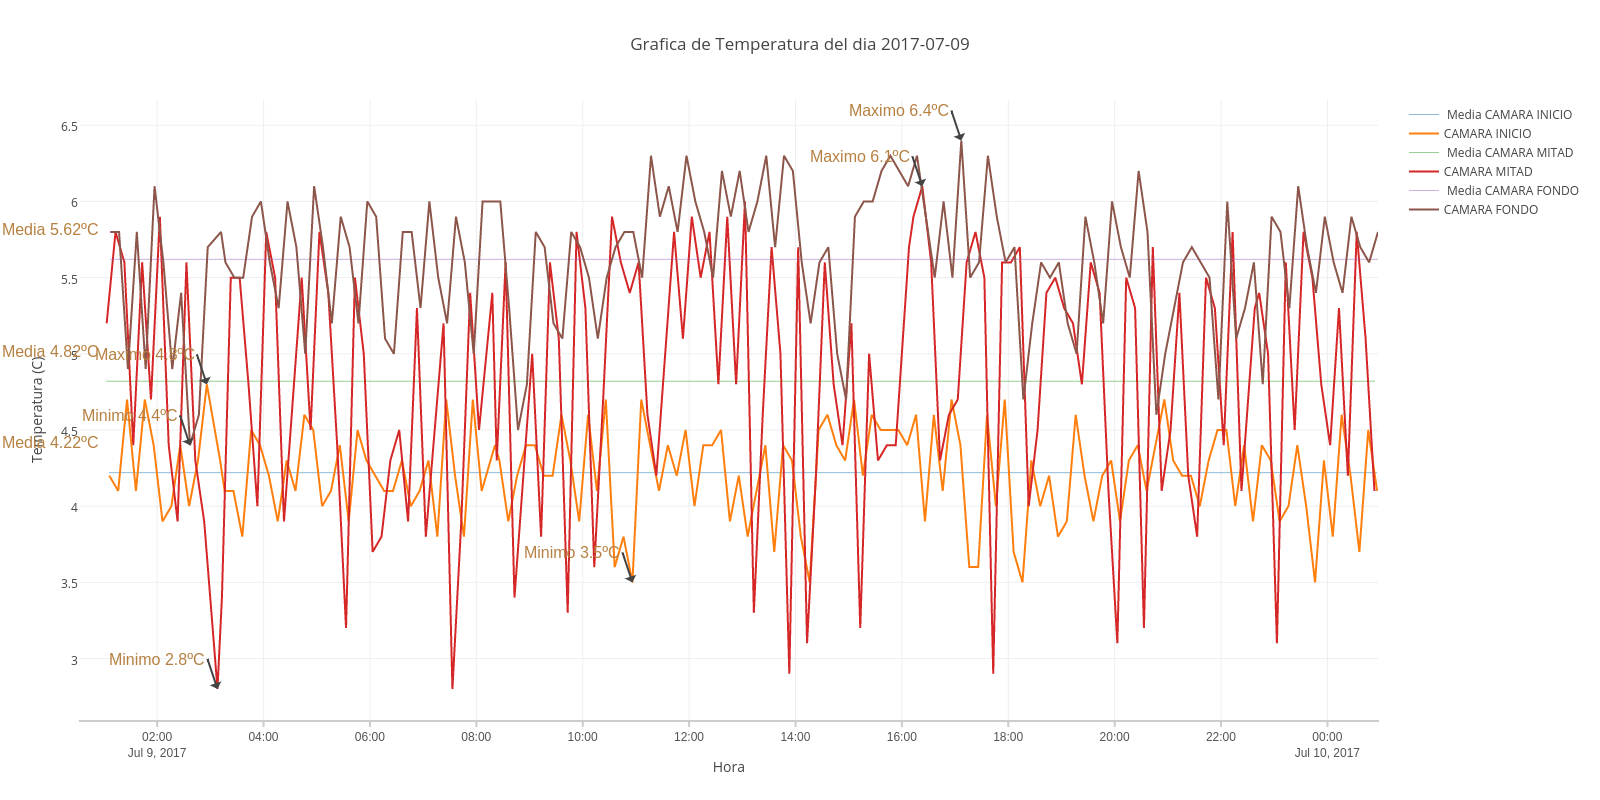 Grafica de Temperatura del dia 2017-07-09
Maximo 6.4ºC
Maximo 6.1ºC
Media 5.62ºC
Media 4.82ºC
Maximo 4.8ºC
Minimo 4.4ºC
Media 4.22ºC
Minimo 3.5ºC
Minimo 2.8ºC
6.5
6
5.5
5
4.5
4
3.5
3
Temperatura (C)
02:00
Jul 9, 2017
04:00
06:00
08:00
10:00
12:00
14:00
16:00
18:00
20:00
22:00
00:00
Jul 10, 2017
Hora
Media CAMARA INICIO
CAMARA INICIO
Media CAMARA MITAD
CAMARA MITAD
Media CAMARA FONDO
CAMARA FONDO